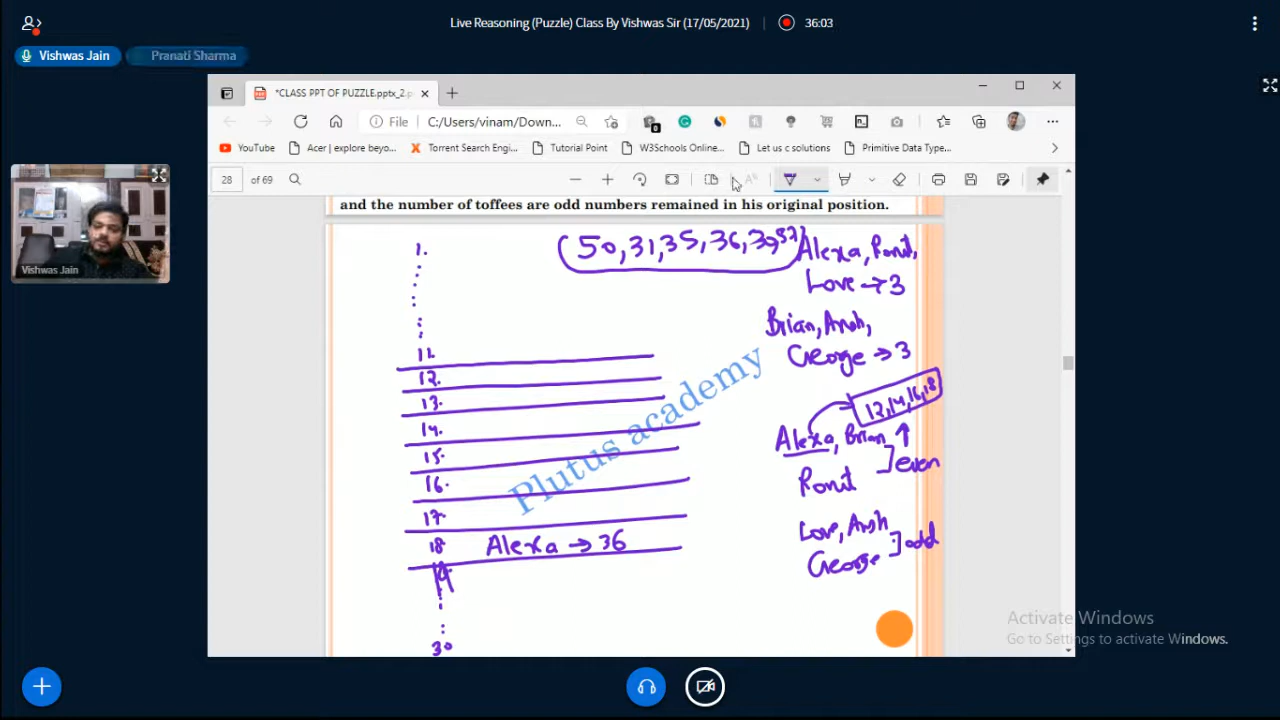 Live Reasoning (Puzzle) Class By Vishwas Sir (17/05/2021)
36:03
Vishwas Jain
Pranati Sharma
*CLASS PPT OF PUZZLE.pptx_2.p
File
C:/Users/vinam/Down...
YouTube
Acer | explore beyo...
Torrent Search Engi...
Tutorial Point
W3Schools Online...
Let us c solutions
Primitive Data Type...
28
of 69
and the number of toffees are odd numbers remained in his original position.
1.
(50,31,35,36,39,37)
Alexa, Ronit,
Love → 3
Brian, Ansh,
George → 3
11.
12.
13.
14.
15.
16.
17.
18 Alexa → 36
30
12,14,16,18
Alexa, Brian
Ronit
even
Love, Ansh
George
odd
Plutus academy
Vishwas Jain
Activate Windows
Go to Settings to activate Windows.